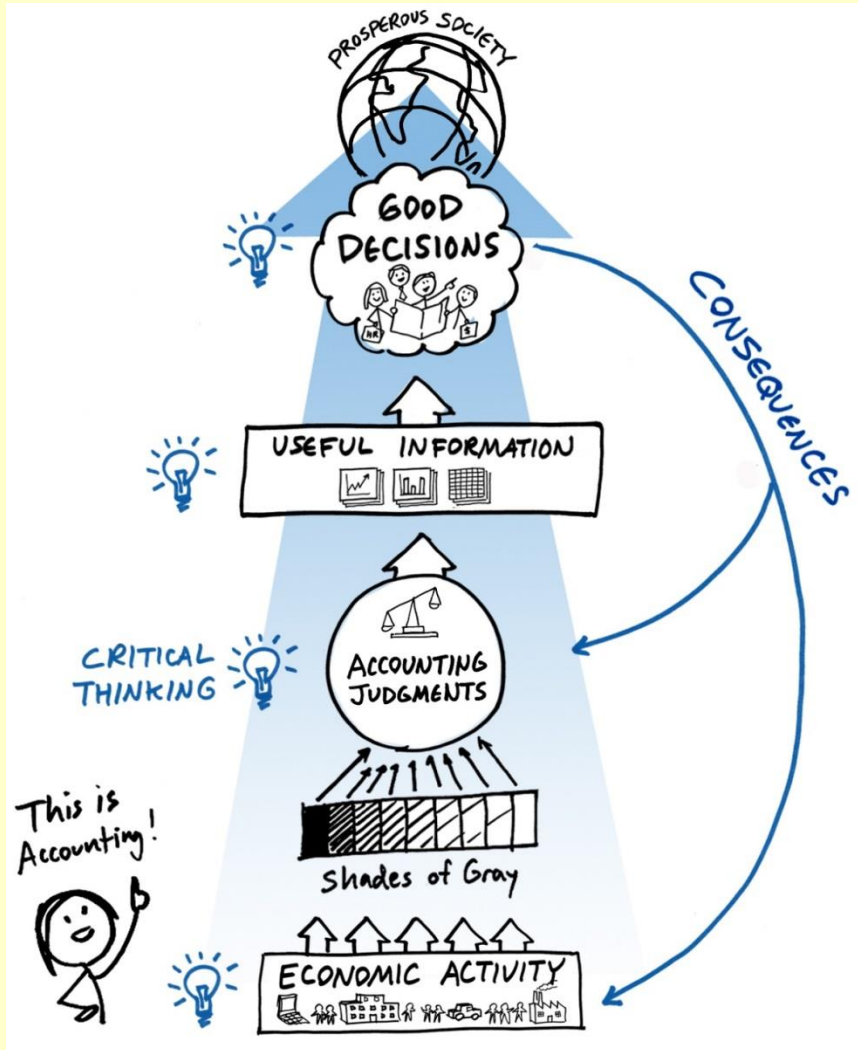 PROSPEROUS SOCIETY
GOOD
DECISIONS
HR
$
CONSEQUENCES
USEFUL INFORMATION
CRITICAL
THINKING
ACCOUNTING
JUDGMENTS
This is
Accounting!
Shades of Gray
ECONOMIC ACTIVITY